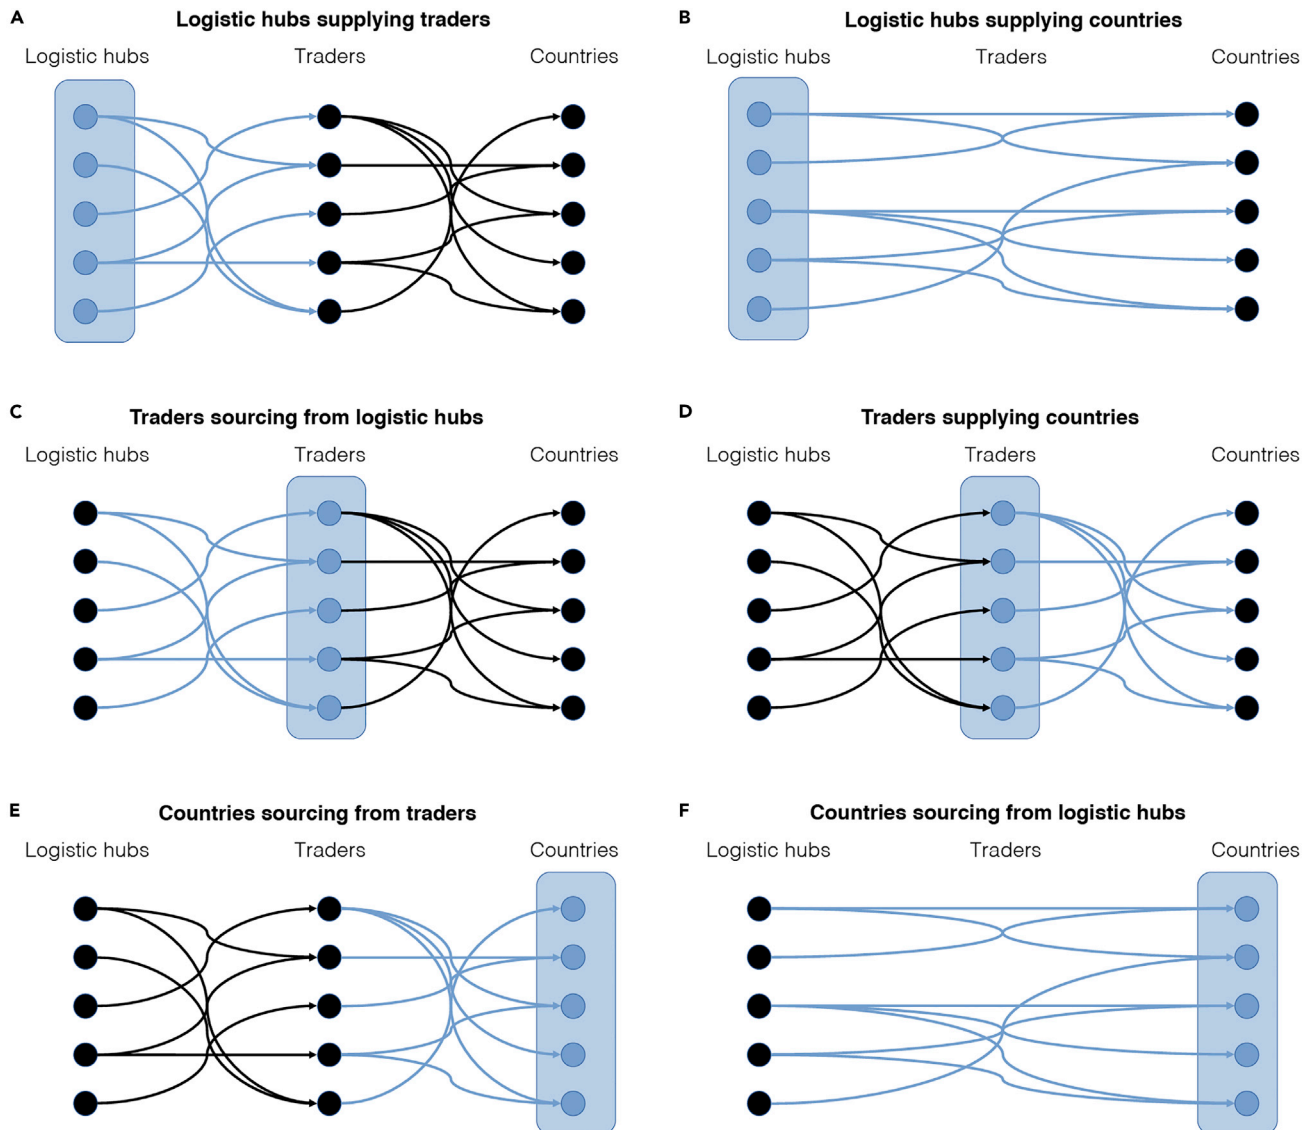 A
Logistic hubs supplying traders
Logistic hubs Traders Countries
B
Logistic hubs supplying countries
Logistic hubs Traders Countries
C
Traders sourcing from logistic hubs
Logistic hubs Traders Countries
D
Traders supplying countries
Logistic hubs Traders Countries
E
Countries sourcing from traders
Logistic hubs Traders Countries
F
Countries sourcing from logistic hubs
Logistic hubs Traders Countries